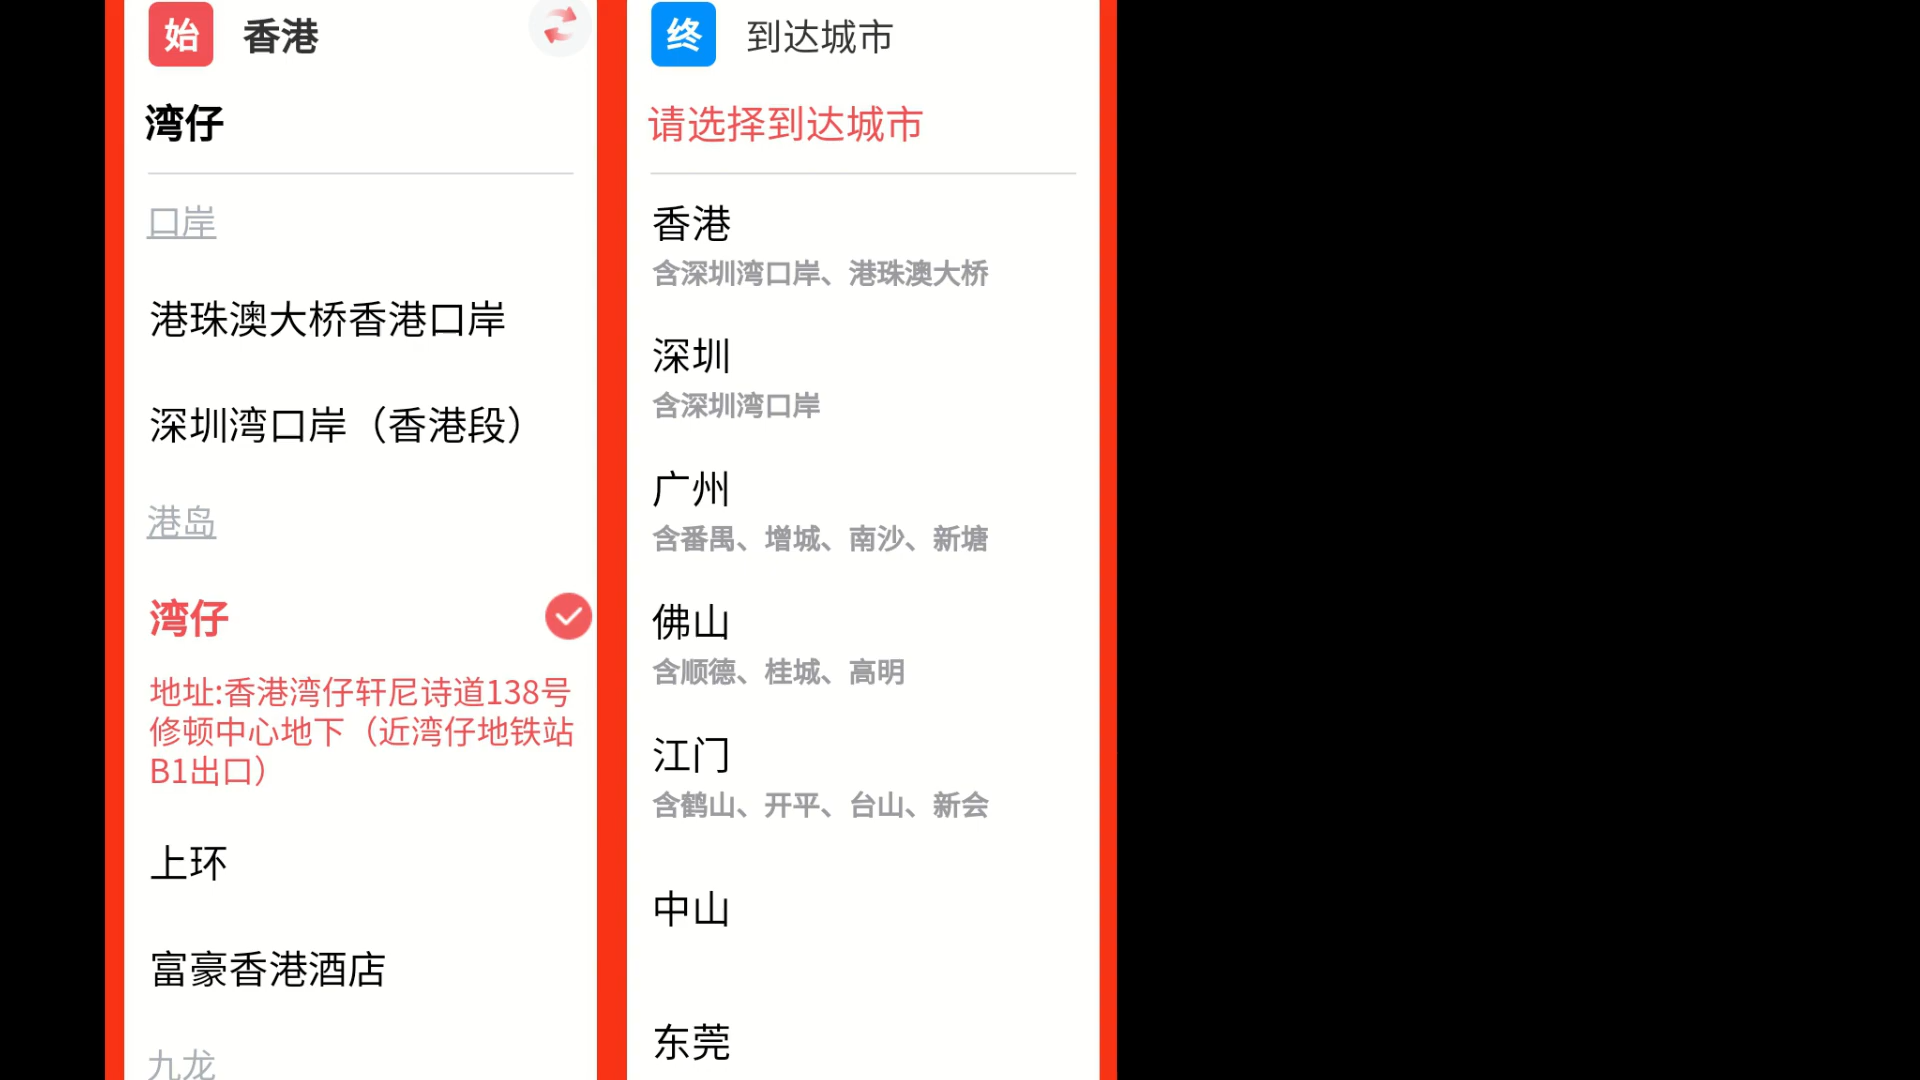 始 香港
湾仔
口岸
港珠澳大桥香港口岸
深圳湾口岸（香港段）
港岛
湾仔
地址:香港湾仔轩尼诗道138号
修顿中心地下（近湾仔地铁站
B1出口）
上环
富豪香港酒店
九龙
终 到达城市
请选择到达城市
香港
含深圳湾口岸、港珠澳大桥
深圳
含深圳湾口岸
广州
含番禺、增城、南沙、新塘
佛山
含顺德、桂城、高明
江门
含鹤山、开平、台山、新会
中山
东莞